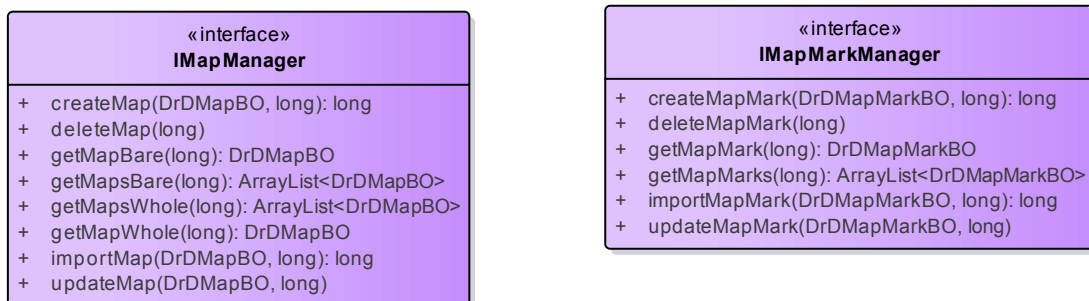 «interface»
IMapManager
+ createMap(DrDMapBO, long): long
+ deleteMap(long)
+ getMapBare(long): DrDMapBO
+ getMapsBare(long): ArrayList<DrDMapBO>
+ getMapsWhole(long): ArrayList<DrDMapBO>
+ getMapWhole(long): DrDMapBO
+ importMap(DrDMapBO, long): long
+ updateMap(DrDMapBO, long)
«interface»
IMapMarkManager
+ createMapMark(DrDMapMarkBO, long): long
+ deleteMapMark(long)
+ getMapMark(long): DrDMapMarkBO
+ getMapMarks(long): ArrayList<DrDMapMarkBO>
+ importMapMark(DrDMapMarkBO, long): long
+ updateMapMark(DrDMapMarkBO, long)